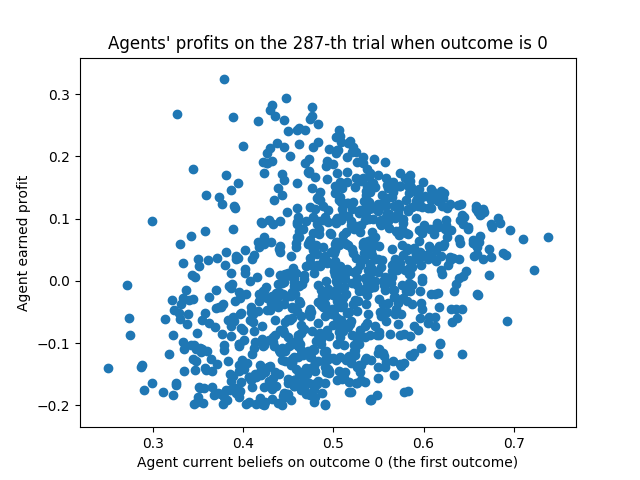 Agents' profits on the 287-th trial when outcome is 0
Agent earned profit
0.3
0.2
0.1
0.0
−0.1
−0.2
0.3 0.4 0.5 0.6 0.7
Agent current beliefs on outcome 0 (the first outcome)